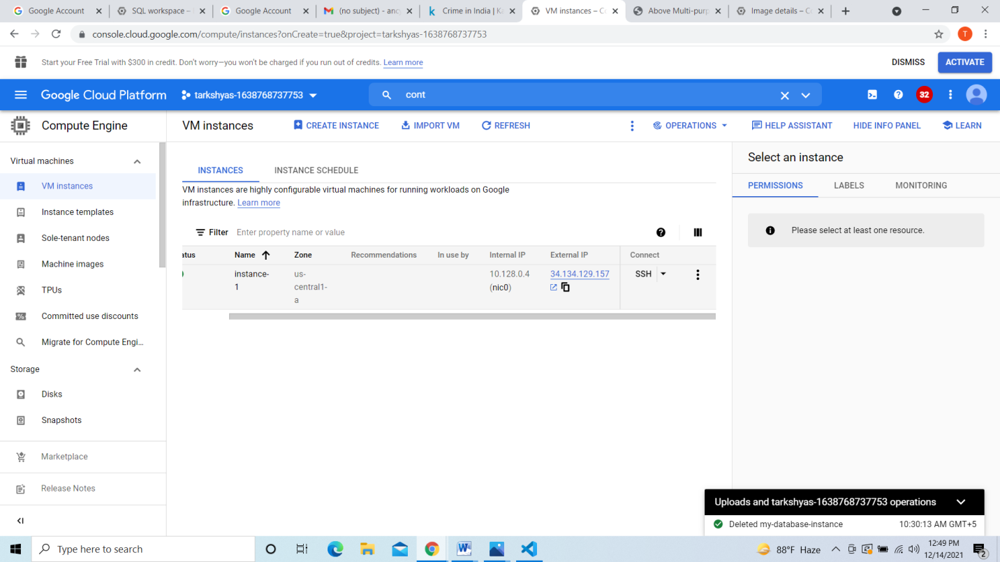 Google Account
SQL workspace –
Google Account
(no subject) - anc
Crime in India | Ka
VM instances – Co
Above Multi-purp
Image details – Co
console.cloud.google.com/compute/instances?onCreate=true&project=tarkshyas-1638768737753
T
Start your Free Trial with $300 in credit. Don't worry—you won't be charged if you run out of credits. Learn more
DISMISS
ACTIVATE
Google Cloud Platform
tarkshyas-1638768737753
cont
32
Compute Engine
VM instances
CREATE INSTANCE
IMPORT VM
REFRESH
OPERATIONS
HELP ASSISTANT
HIDE INFO PANEL
LEARN
Virtual machines
VM instances
Instance templates
Sole-tenant nodes
Machine images
TPUs
Committed use discounts
Migrate for Compute Engi...
Storage
Disks
Snapshots
Marketplace
Release Notes
INSTANCES
INSTANCE SCHEDULE
VM instances are highly configurable virtual machines for running workloads on Google
infrastructure. Learn more
Filter
Enter property name or value
atus
Name
Zone
Recommendations
In use by
Internal IP
External IP
Connect
instance-
1
us-
central1-
a
10.128.0.4
(nic0)
34.134.129.157
SSH
Select an instance
PERMISSIONS
LABELS
MONITORING
Please select at least one resource.
Uploads and tarkshyas-1638768737753 operations
Deleted my-database-instance
10:30:13 AM GMT+5
Type here to search
88°F Haze
12:49 PM
12/14/2021
2